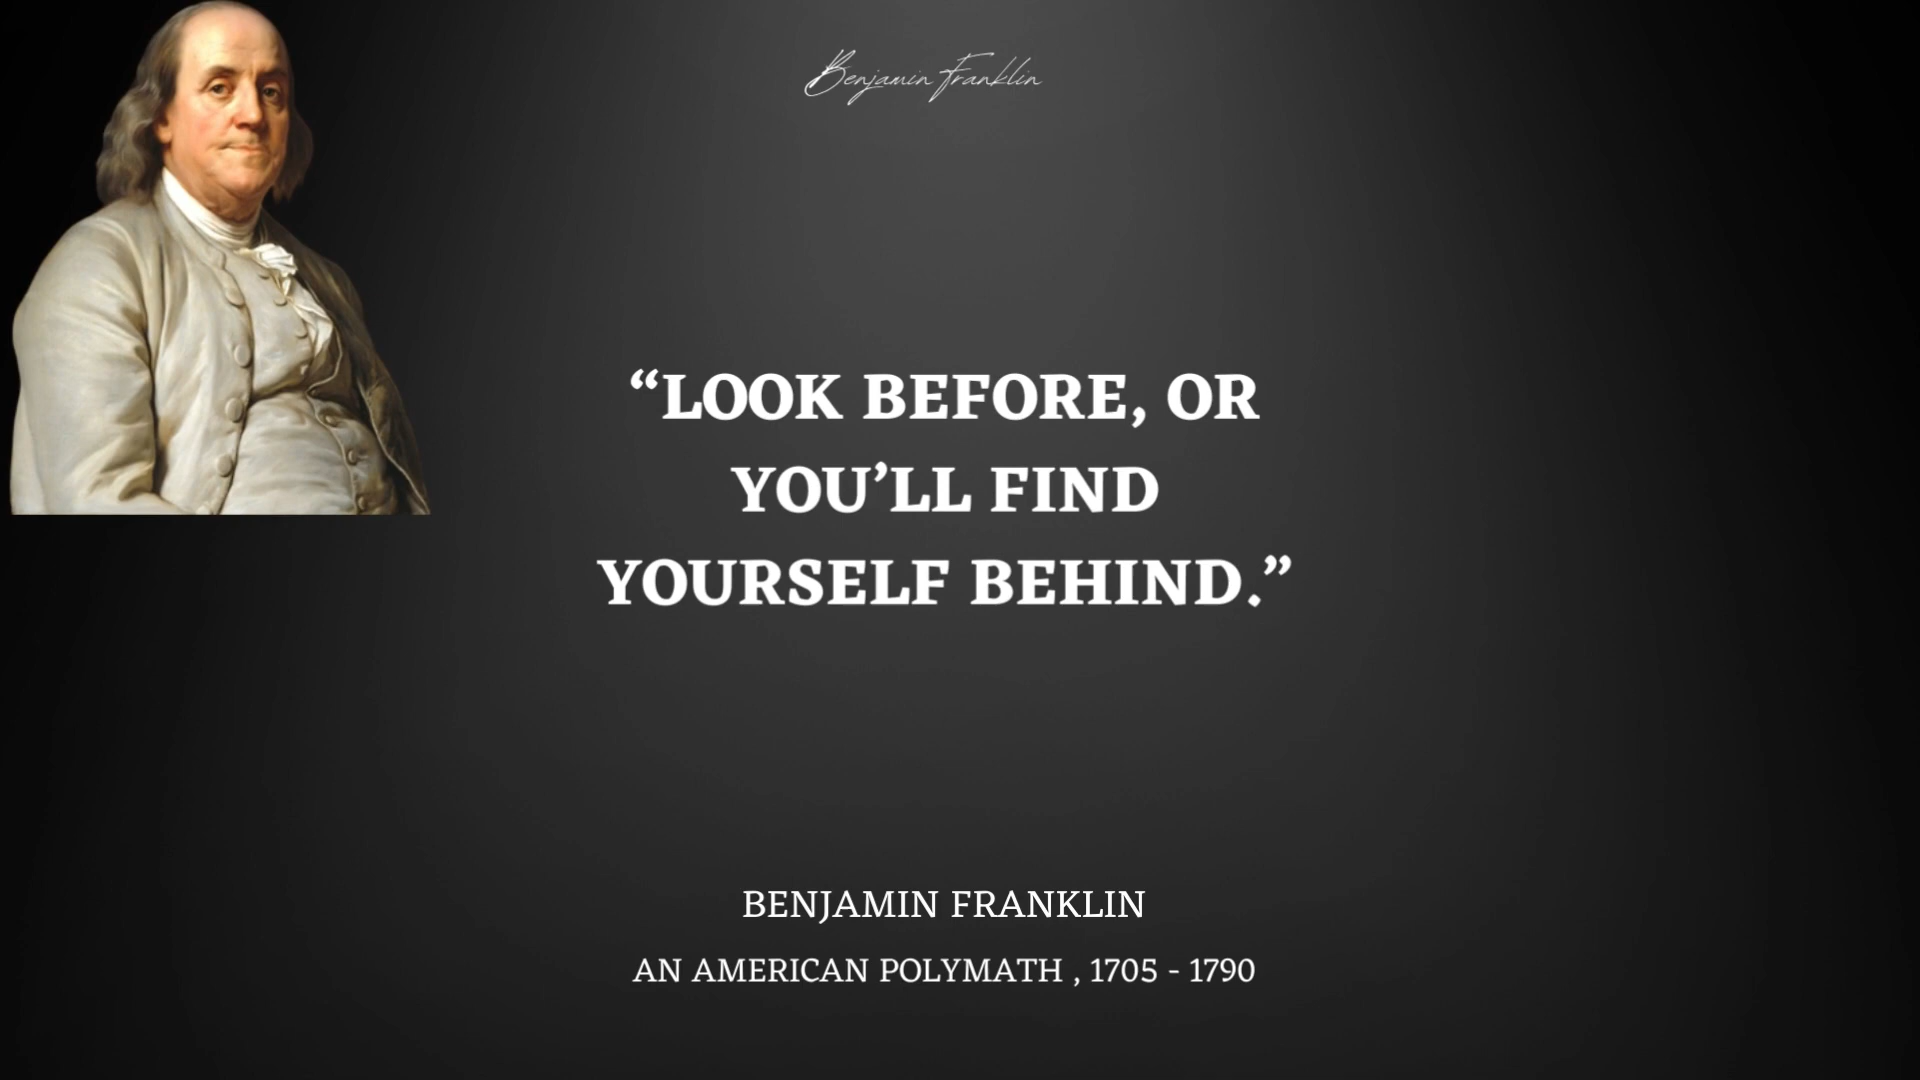 Benjamin Franklin
“LOOK BEFORE, OR
YOU’LL FIND
YOURSELF BEHIND.”
BENJAMIN FRANKLIN
AN AMERICAN POLYMATH , 1705 - 1790